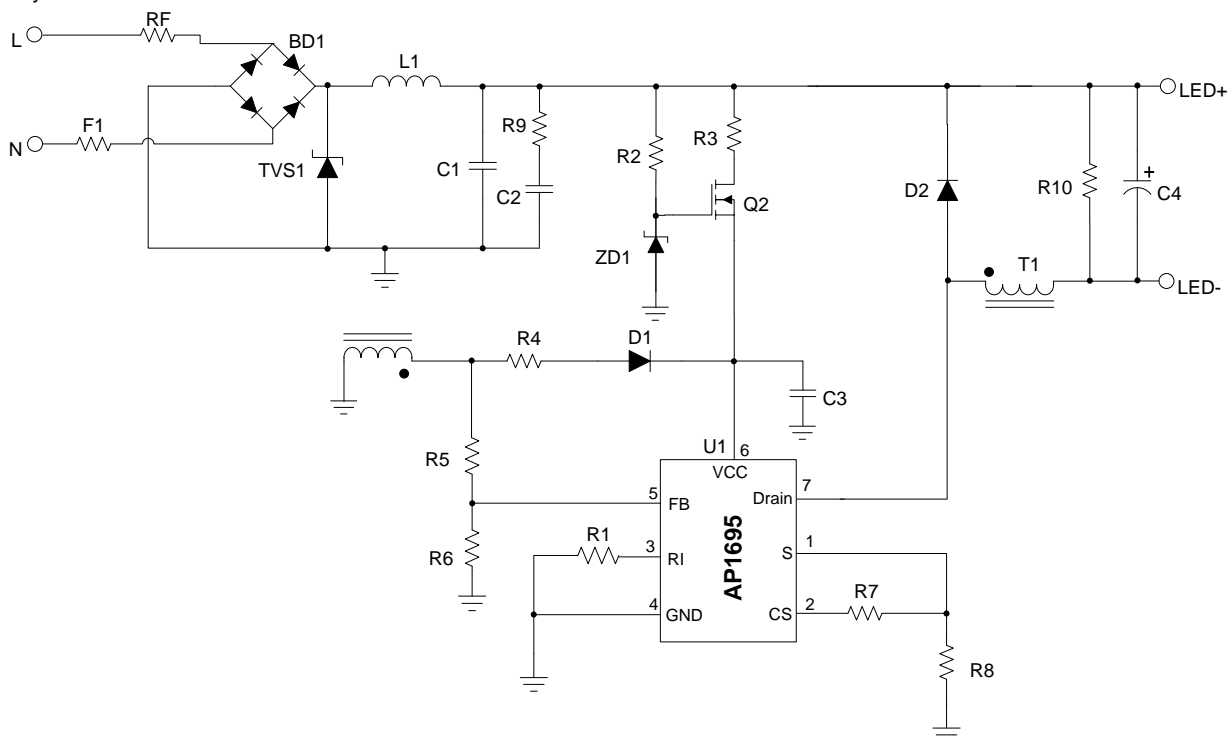 RF
L
BD1
L1
LED+
F1
N
R9
R3
R2
C1
TVS1
C2
Q2
D2
R10
+
C4
ZD1
T1
LED-
R4
D1
C3
U1
6
VCC
R5
5
FB
Drain
7
R1
3
RI
AP1695
S
1
R6
4
GND
CS
2
R7
R8